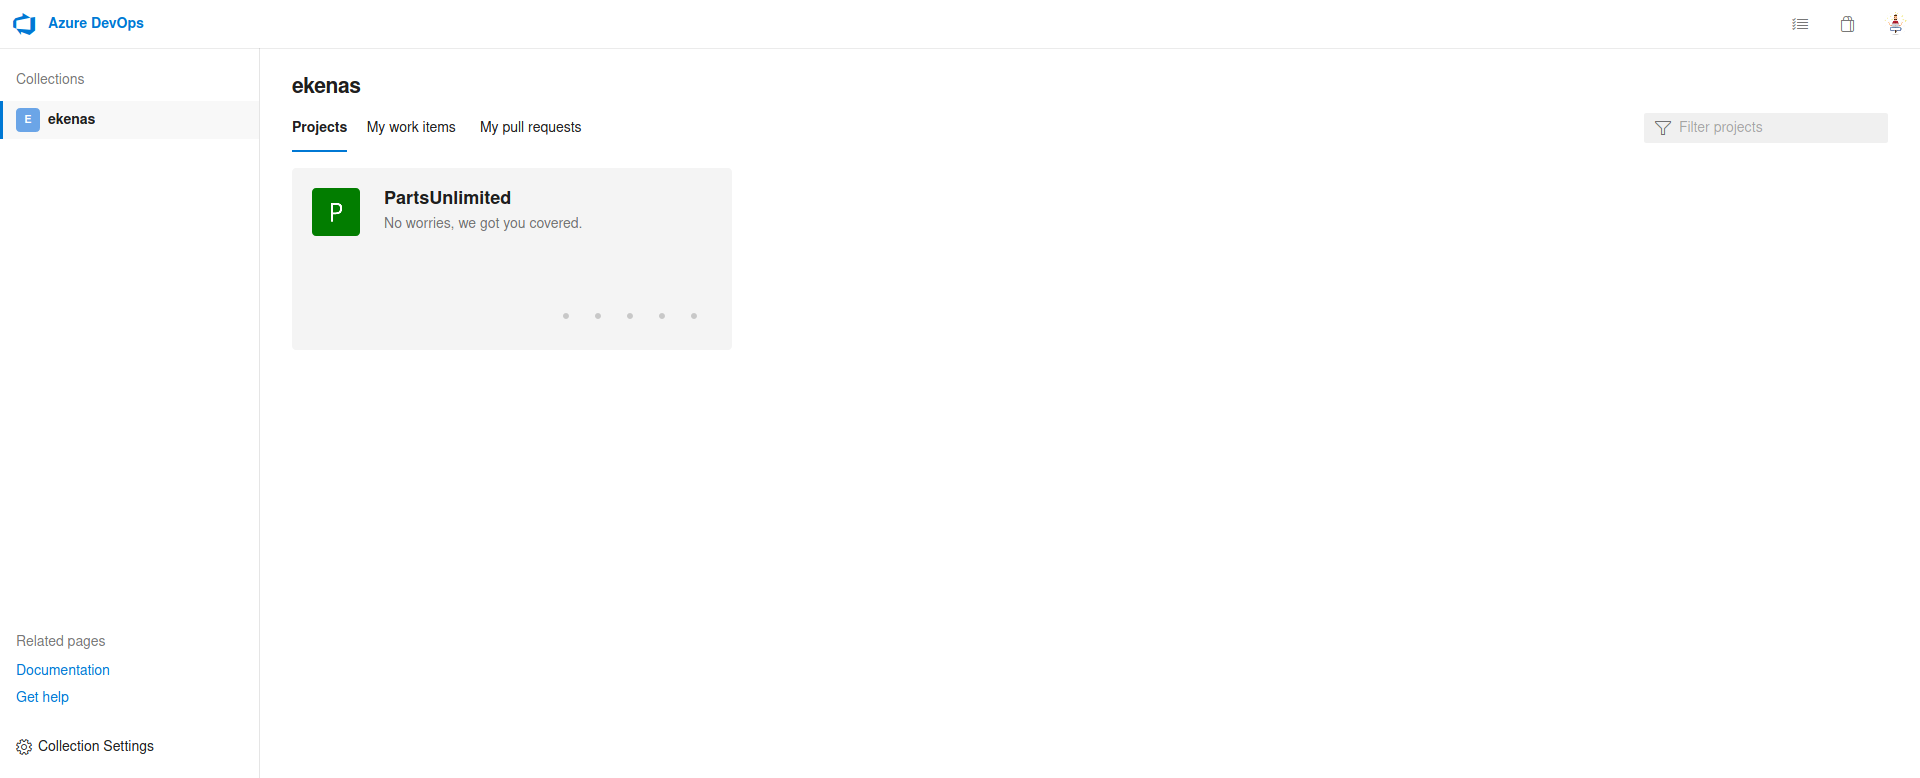 Azure DevOps
Collections
E
ekenas
Related pages
Documentation
Get help
Collection Settings
ekenas
Projects
My work items
My pull requests
Filter projects
P
PartsUnlimited
No worries, we got you covered.